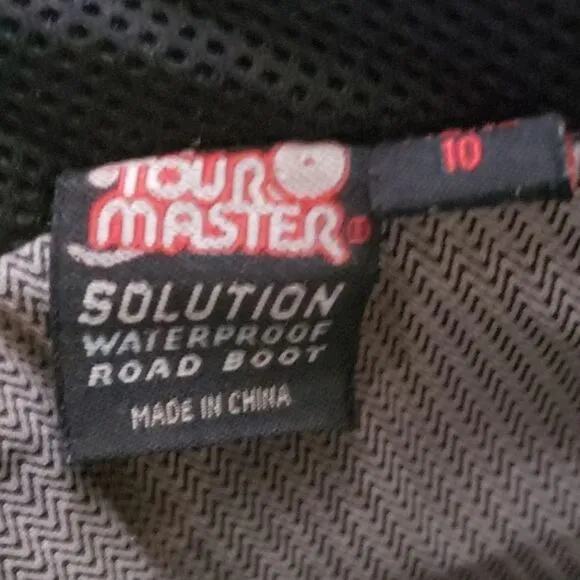 TOUR
MASTER
SOLUTION
WATERPROOF
ROAD BOOT
MADE IN CHINA
10